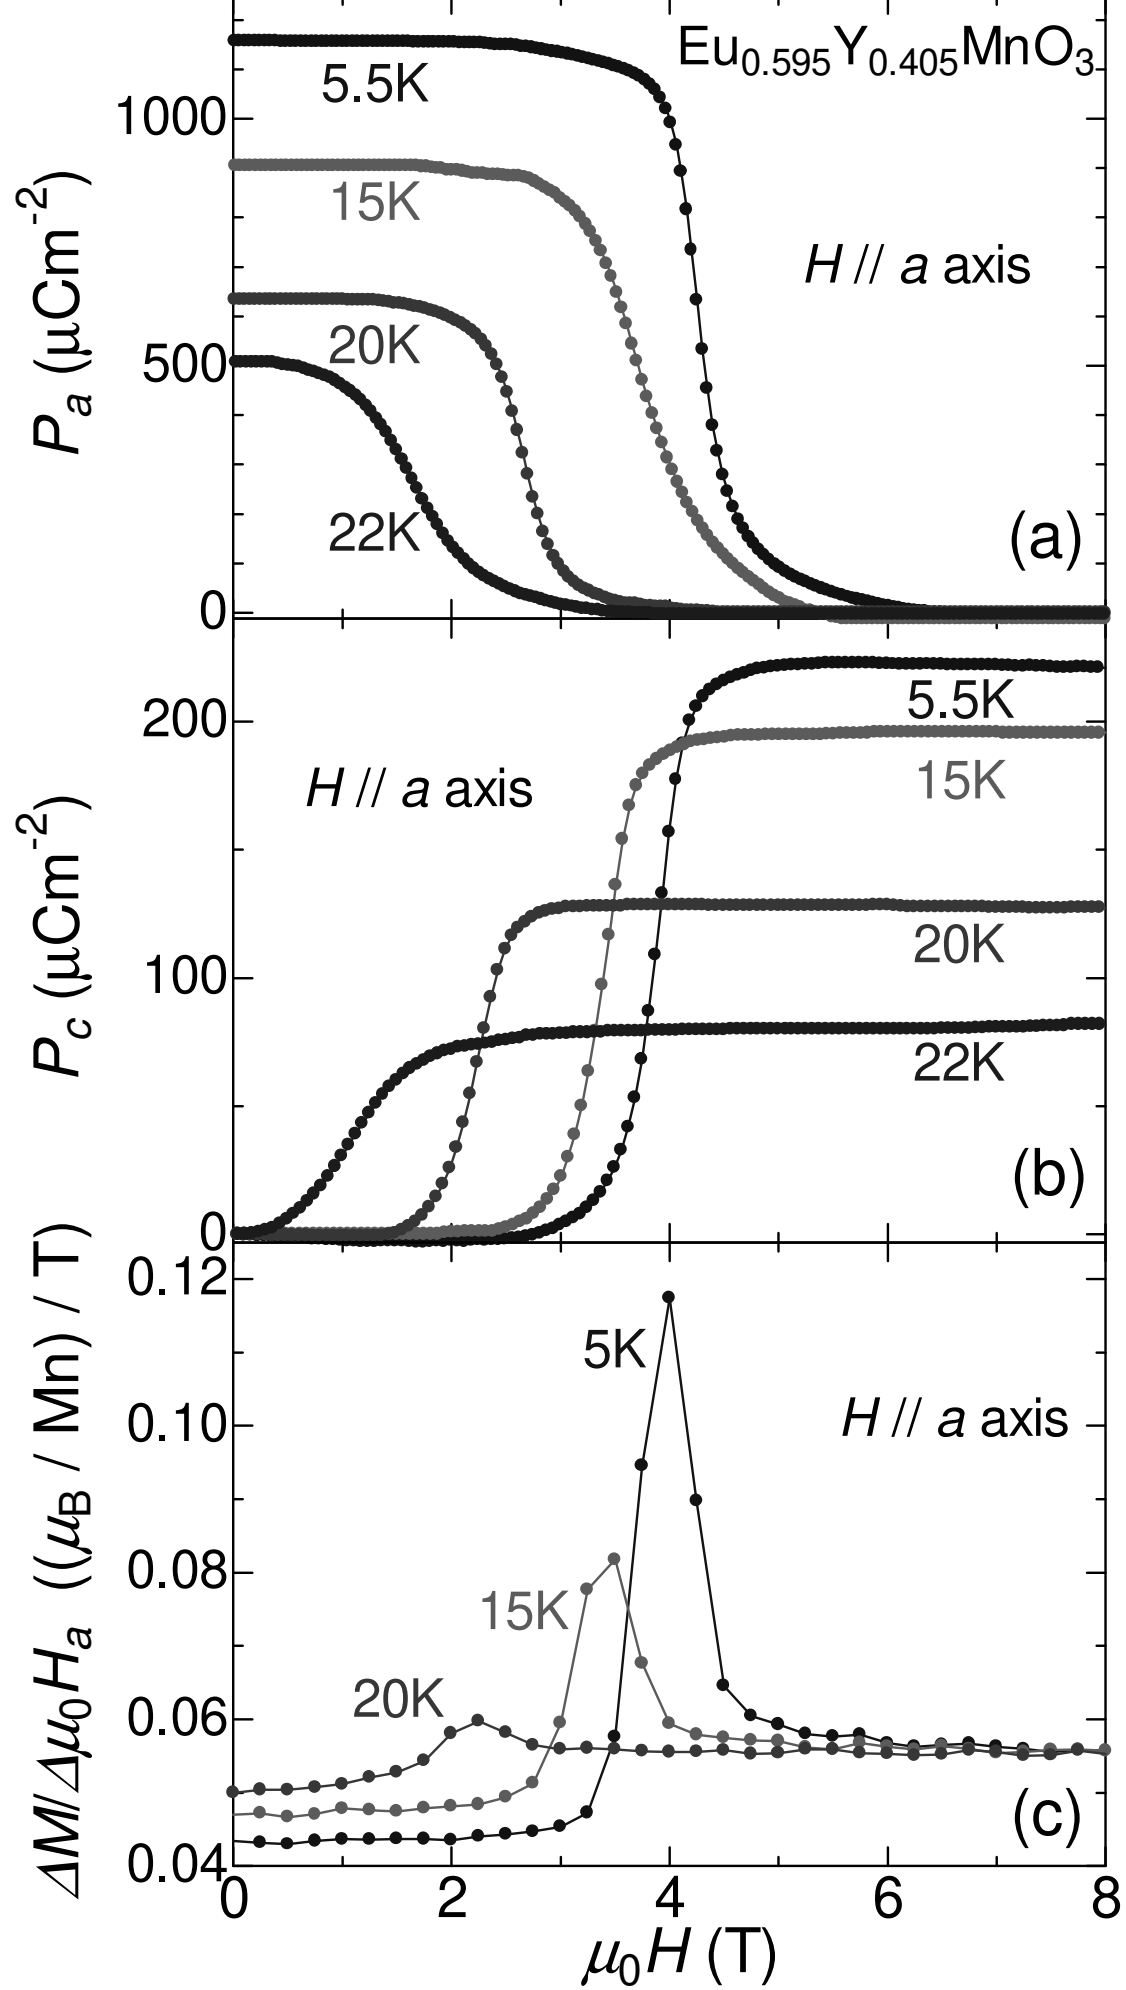 Eu0.595Y0.405MnO3
5.5K
1000
15K
H // a axis
Pa (μCm-2)
500
20K
22K
(a)
0
200
5.5K
15K
H // a axis
Pc (μCm-2)
100
20K
22K
(b)
0
0.12
5K
0.10
H // a axis
ΔM/Δμ0Ha ((μB / Mn) / T)
0.08
15K
20K
0.06
(c)
0.04
0 2 4 6 8
μ0H (T)